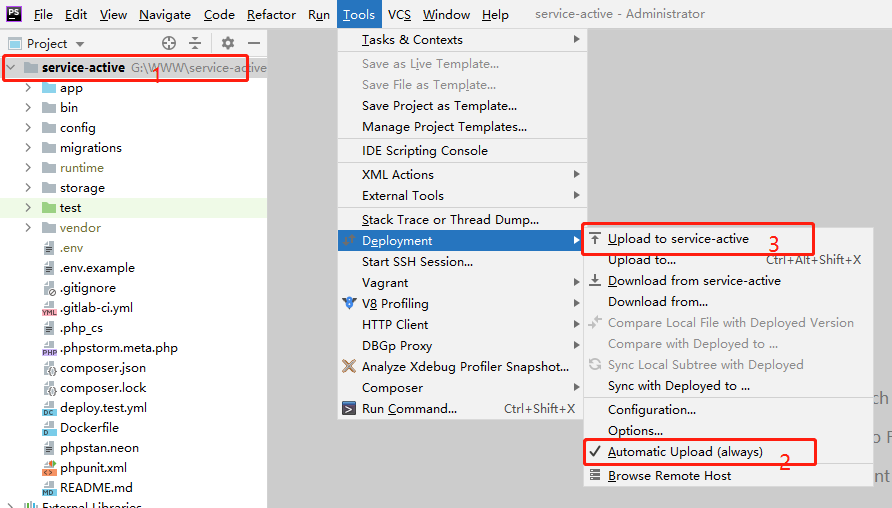 PS File Edit View Navigate Code Refactor Run Tools VCS Window Help service-active - Administrator
Project
service-active G:\WWW\service-active
1
app
bin
config
migrations
runtime
storage
test
vendor
.env
.env.example
.gitignore
.gitlab-ci.yml
.php_cs
.phpstorm.meta.php
composer.json
composer.lock
deploy.test.yml
Dockerfile
phpstan.neon
phpunit.xml
README.md
External Libraries
Tasks & Contexts
Save as Live Template...
Save File as Template...
Save Project as Template...
Manage Project Templates...
IDE Scripting Console
XML Actions
External Tools
Stack Trace or Thread Dump...
Deployment
Start SSH Session...
Vagrant
V8 Profiling
HTTP Client
DBGp Proxy
Analyze Xdebug Profiler Snapshot...
Composer
Run Command... Ctrl+Shift+X
Upload to service-active
3
Upload to... Ctrl+Alt+Shift+X
Download from service-active
Download from...
Compare Local File with Deployed Version
Compare with Deployed to ...
Sync Local Subtree with Deployed
Sync with Deployed to ...
Configuration...
Options...
Automatic Upload (always)
2
Browse Remote Host